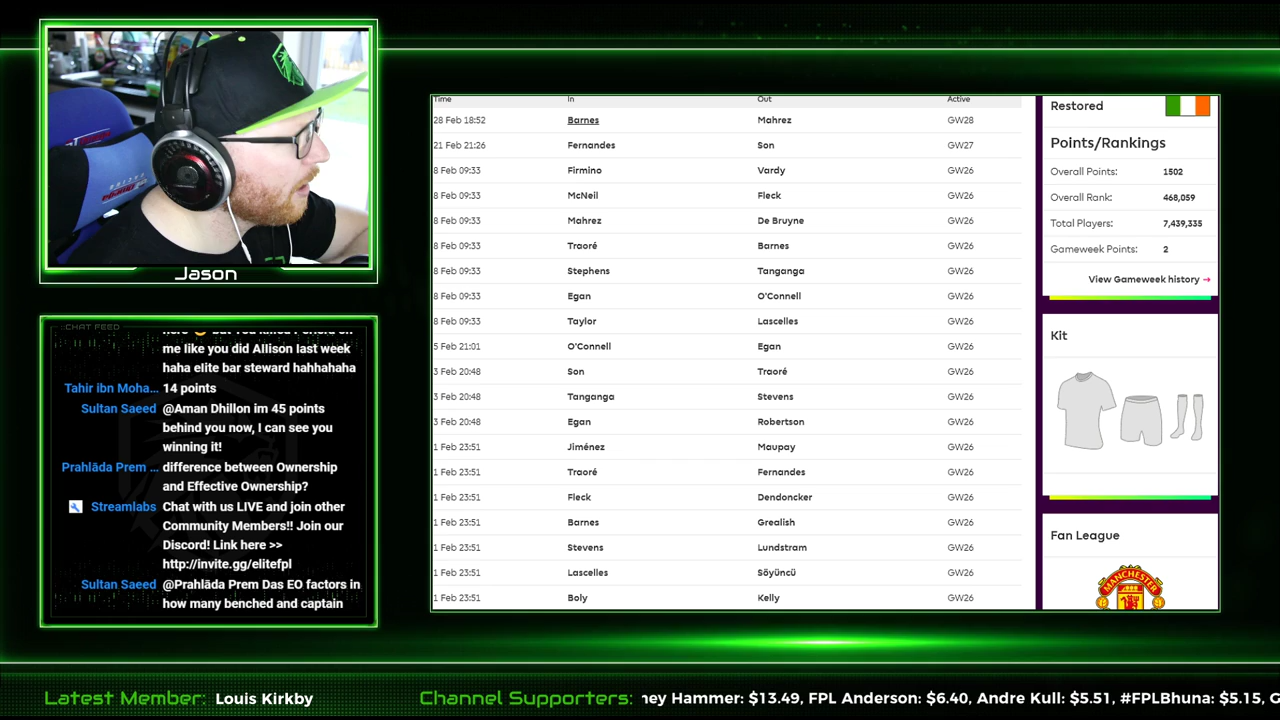 Jason
CHAT FEED
me like you did Allison last week
haha elite bar steward hahhahaha
Tahir ibn Moha... 14 points
Sultan Saeed @Aman Dhillon im 45 points
behind you now, I can see you
winning it!
Prahlāda Prem ... difference between Ownership
and Effective Ownership?
Streamlabs Chat with us LIVE and join other
Community Members!! Join our
Discord! Link here >>
http://invite.gg/elitefpl
Sultan Saeed @Prahlāda Prem Das EO factors in
how many benched and captain
Time In Out Active
28 Feb 18:52 Barnes Mahrez GW28
21 Feb 21:26 Fernandes Son GW27
8 Feb 09:33 Firmino Vardy GW26
8 Feb 09:33 McNeil Fleck GW26
8 Feb 09:33 Mahrez De Bruyne GW26
8 Feb 09:33 Traoré Barnes GW26
8 Feb 09:33 Stephens Tanganga GW26
8 Feb 09:33 Egan O'Connell GW26
8 Feb 09:33 Taylor Lascelles GW26
5 Feb 21:01 O'Connell Egan GW26
3 Feb 20:48 Son Traoré GW26
3 Feb 20:48 Tanganga Stevens GW26
3 Feb 20:48 Egan Robertson GW26
1 Feb 23:51 Jiménez Maupay GW26
1 Feb 23:51 Traoré Fernandes GW26
1 Feb 23:51 Fleck Dendoncker GW26
1 Feb 23:51 Barnes Grealish GW26
1 Feb 23:51 Stevens Lundstram GW26
1 Feb 23:51 Lascelles Söyüncü GW26
1 Feb 23:51 Boly Kelly GW26
Restored
Points/Rankings
Overall Points: 1502
Overall Rank: 468,059
Total Players: 7,439,335
Gameweek Points: 2
View Gameweek history →
Kit
Fan League
MANCHESTER
Latest Member: Louis Kirkby
Channel Supporters: ney Hammer: $13.49, FPL Anderson: $6.40, Andre Kull: $5.51, #FPLBhuna: $5.15, G